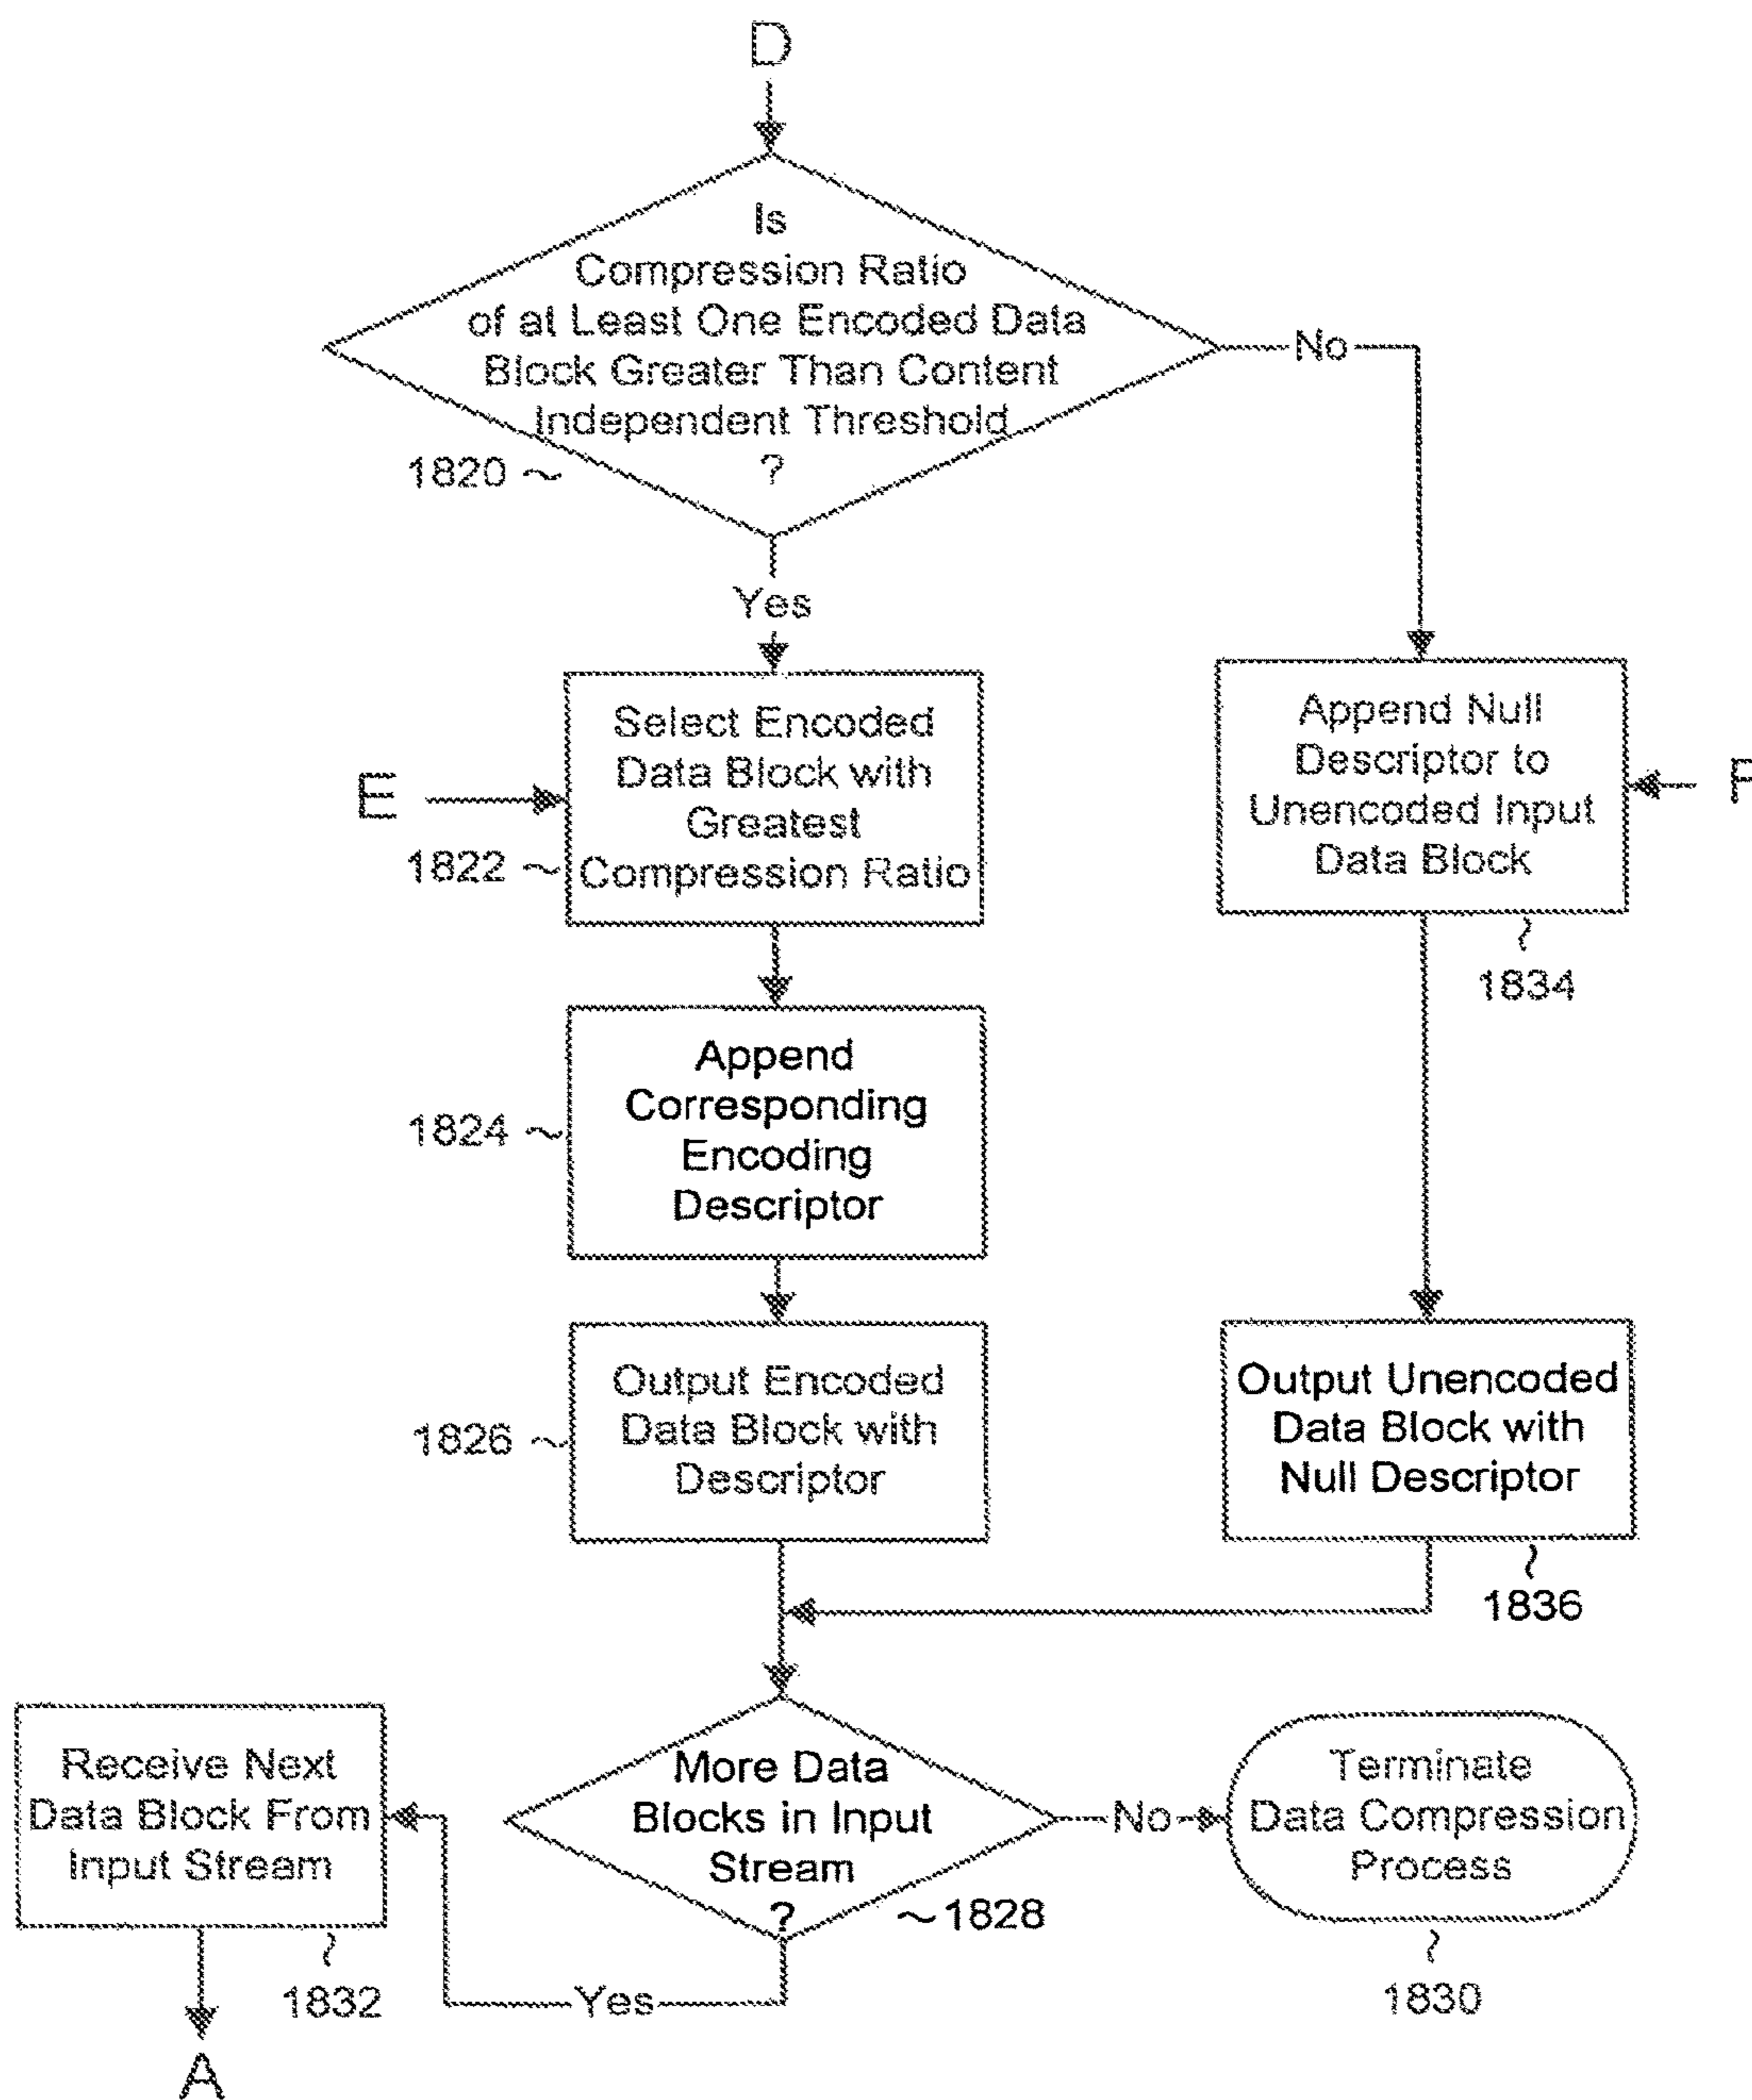 D
Is
Compression Ratio
of at Least One Encoded Data
Block Greater Than Content
Independent Threshold
?
1820
No
Yes
Select Encoded
Data Block with
Greatest
Compression Ratio
E
1822
Append Null
Descriptor to
Unencoded Input
Data Block
1834
Append
Corresponding
Encoding
Descriptor
1824
Output Encoded
Data Block with
Descriptor
1826
Output Unencoded
Data Block with
Null Descriptor
1836
Receive Next
Data Block From
Input Stream
1832
More Data
Blocks in Input
Stream
?
1828
No
Terminate
Data Compression
Process
1830
Yes
A